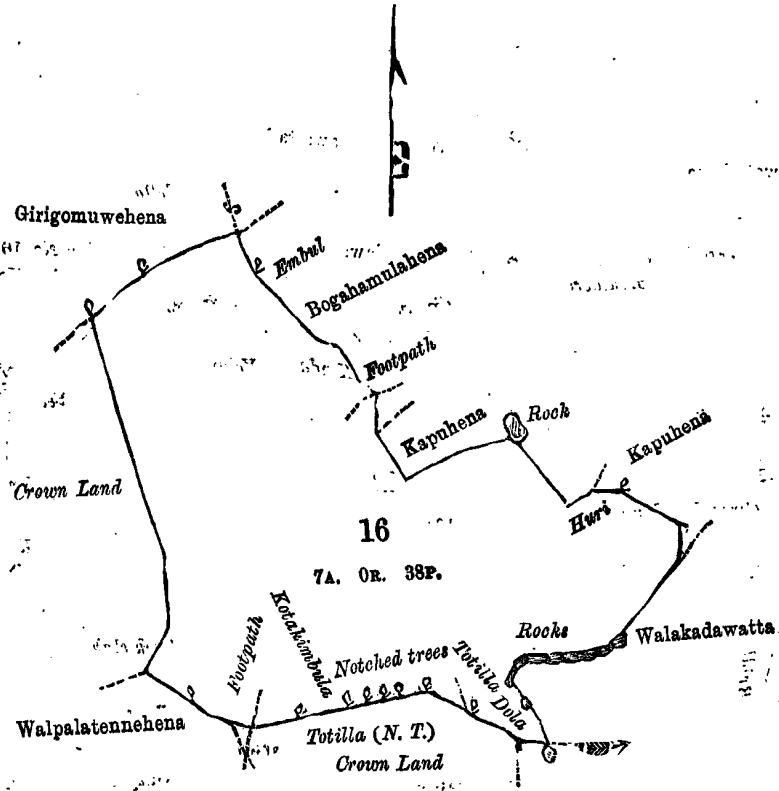 Girigomuwehena
Embul
Bogahamulahena
Footpath
Kapuhena
Rock
Kapuhena
Crown Land
Huri
16
7A. 0R. 38P.
Footpath
Kotakimbula
Notched trees
Totilla Dola
Rocks
Walakadawatta
Walpalatennehena
Totilla (N. T.)
Crown Land